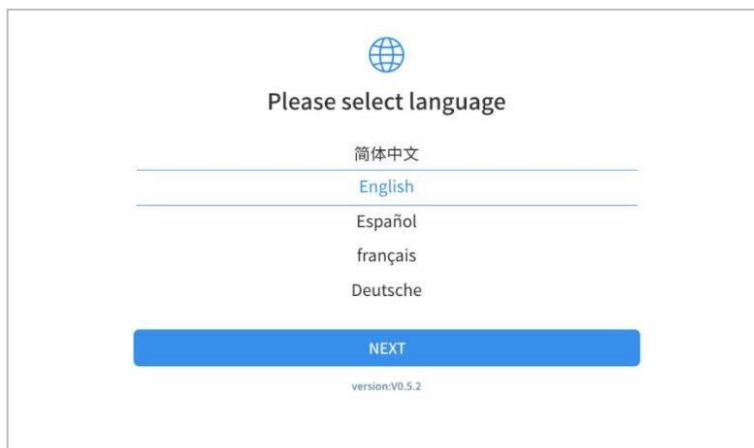 Please select language
简体中文
English
Español
français
Deutsche
NEXT
version:V0.5.2